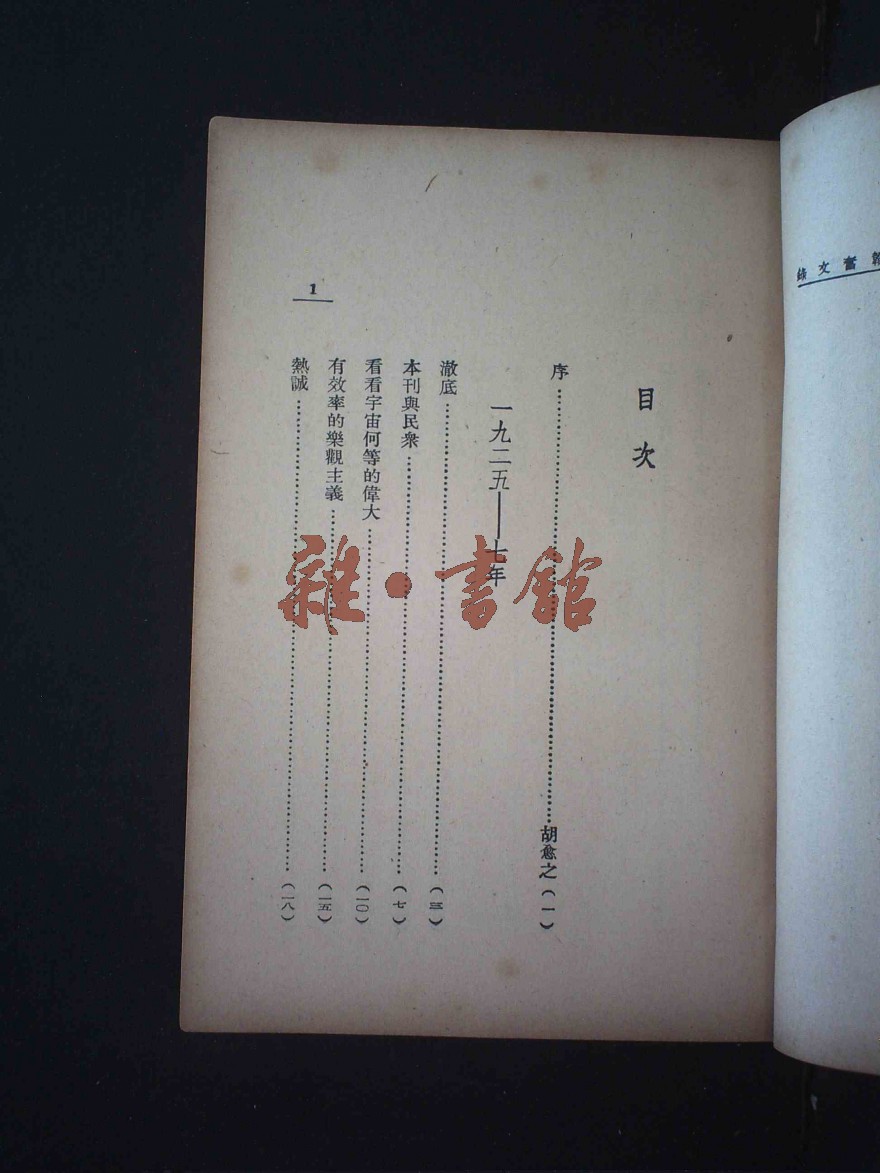 韜奮文錄
目次
序……胡愈之(一)
一九二五——七年
澈底……(三)
本刊與民衆……(七)
看看宇宙何等的偉大……(一〇)
有效率的樂觀主義……(一五)
熱誠……(一八)
1
雜·書館